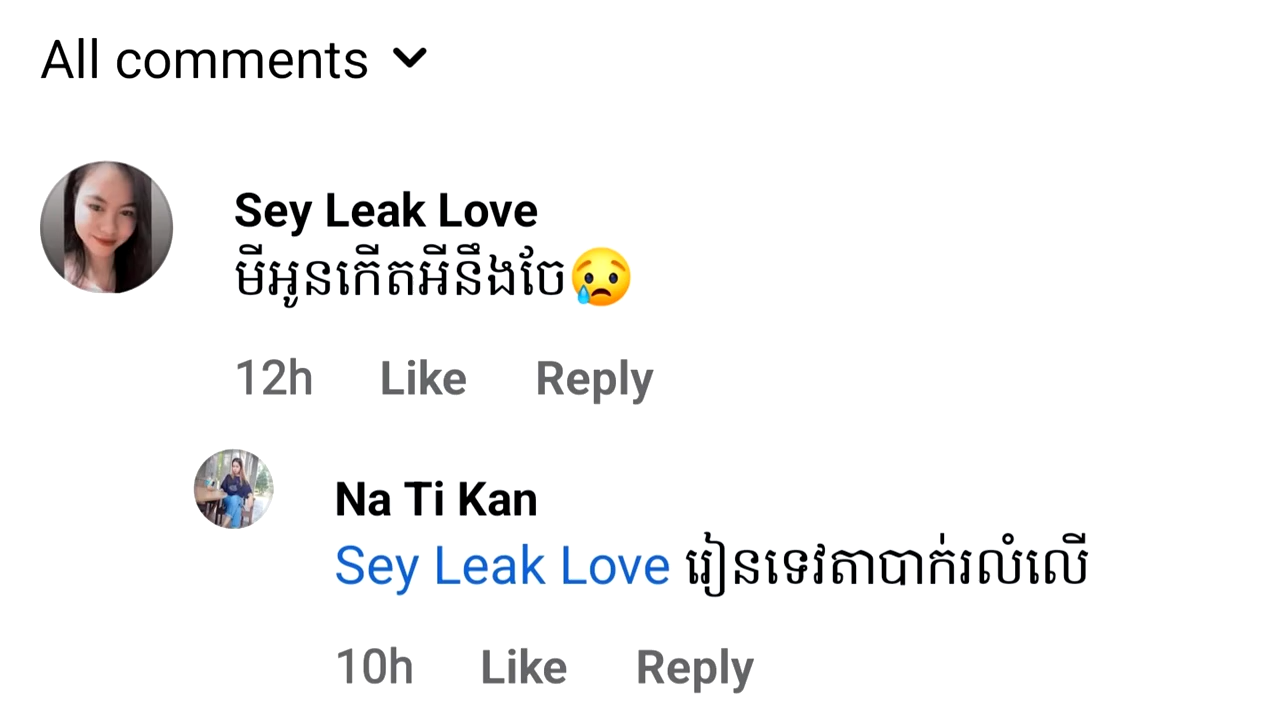 All comments
Sey Leak Love
មីអូនកើតអីនឹងចែ😢
12h Like Reply
Na Ti Kan
Sey Leak Love រៀនទេវតាបាក់រលំលើ
10h Like Reply